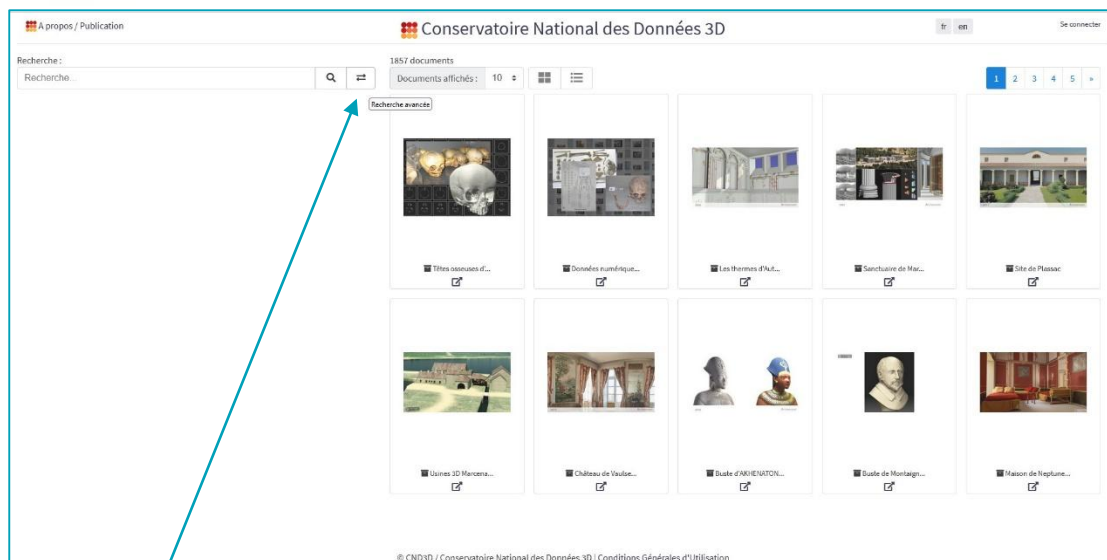 A propos / Publication
Conservatoire National des Données 3D
fr en
Se connecter
Recherche :
Recherche...
Recherche avancée
1857 documents
Documents affichés : 10
1 2 3 4 5 »
Têtes osseuses d'...
Données numérique...
Les thermes d'Aut...
Sanctuaire de Mar...
Site de Plassac
Usines 3D Marcena...
Château de Vaulse...
Buste d'AKHENATON...
Buste de Montaign...
Maison de Neptune...
© CND3D / Conservatoire National des Données 3D | Conditions Générales d'Utilisation